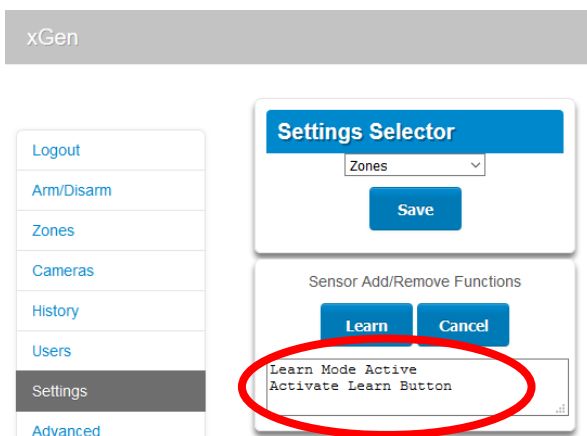 xGen
Logout
Arm/Disarm
Zones
Cameras
History
Users
Settings
Advanced
Settings Selector
Zones
Save
Sensor Add/Remove Functions
Learn Cancel
Learn Mode Active
Activate Learn Button